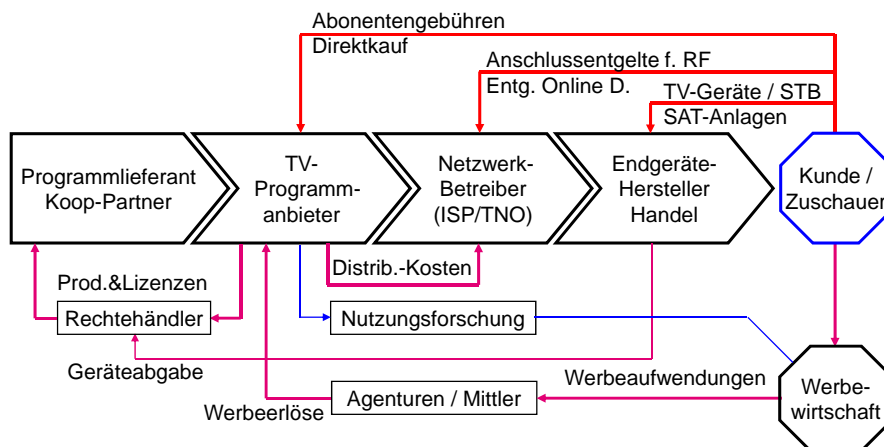 Abonentengebühren
Direktkauf
Anschlussentgelte f. RF
Entg. Online D.
TV-Geräte / STB
SAT-Anlagen
Programmlieferant
Koop-Partner
TV-
Programm-
anbieter
Netzwerk-
Betreiber
(ISP/TNO)
Endgeräte-
Hersteller
Handel
Kunde /
Zuschauer
Prod.&Lizenzen
Distrib.-Kosten
Rechtehändler
Nutzungsforschung
Geräteabgabe
Werbeaufwendungen
Werbeerlöse
Agenturen / Mittler
Werbe-
wirtschaft